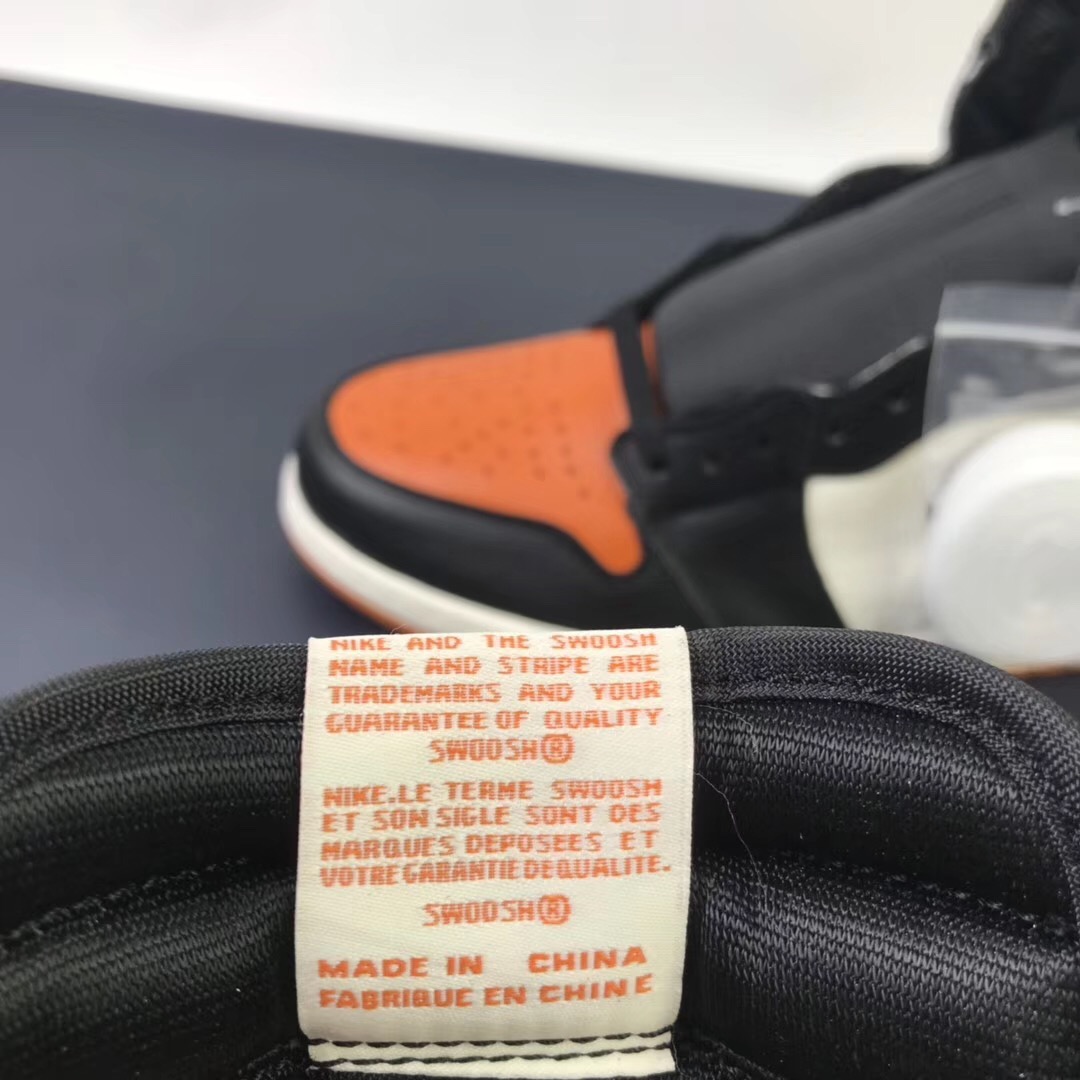 NIKE AND THE SWOOSH
NAME AND STRIPE ARE
TRADEMARKS AND YOUR
GUARANTEE OF QUALITY
SWOOSH®
NIKE.LE TERME SWOOSH
ET SON SIGLE SONT DES
MARQUES DEPOSEES ET
VOTRE GARANTIE DE QUALITE.
SWOOSH®
MADE IN CHINA
FABRIQUE EN CHINE